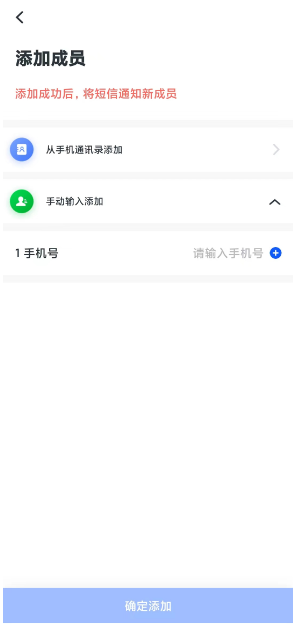 添加成员
添加成功后，将短信通知新成员
从手机通讯录添加
手动输入添加
1 手机号 请输入手机号
确定添加